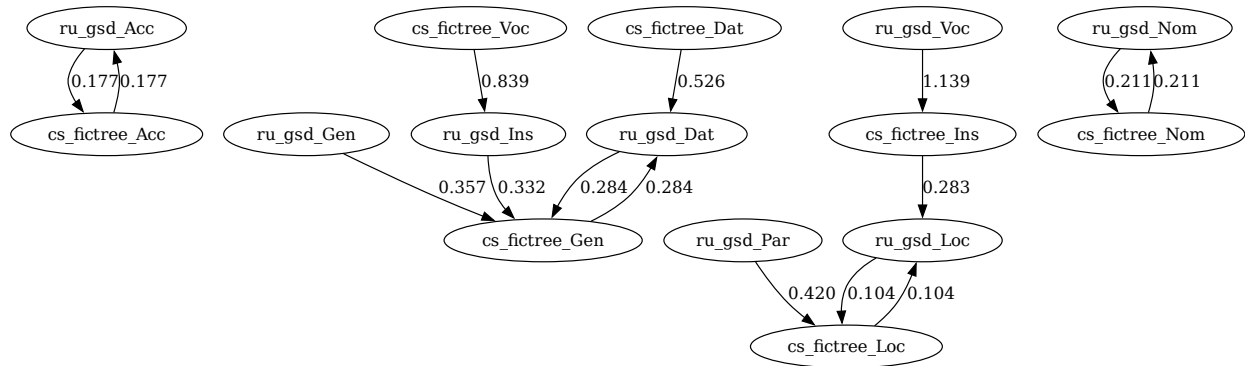 ru_gsd_Acc
cs_fictree_Voc
cs_fictree_Dat
ru_gsd_Voc
ru_gsd_Nom
0.177
0.177
0.839
0.526
1.139
0.211
0.211
cs_fictree_Acc
ru_gsd_Gen
ru_gsd_Ins
ru_gsd_Dat
cs_fictree_Ins
cs_fictree_Nom
0.357
0.332
0.284
0.284
0.283
cs_fictree_Gen
ru_gsd_Par
ru_gsd_Loc
0.420
0.104
0.104
cs_fictree_Loc